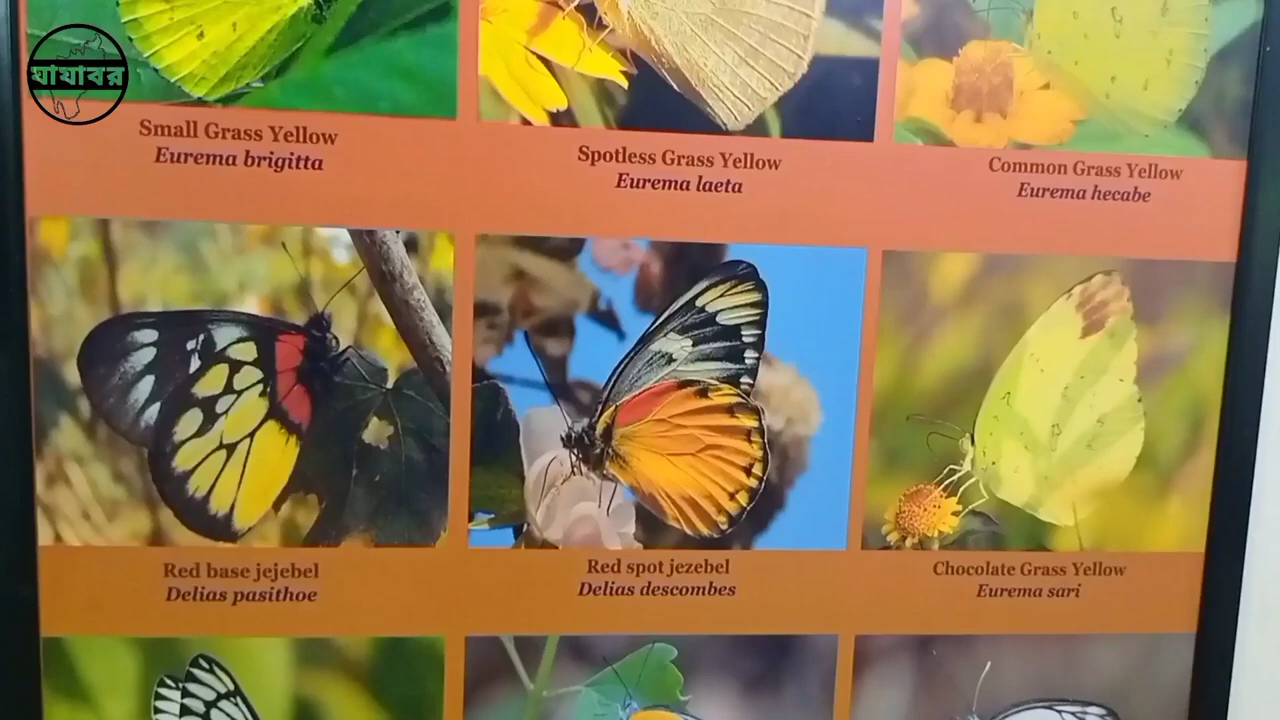 যাযাবর
Small Grass Yellow
Eurema brigitta
Spotless Grass Yellow
Eurema laeta
Common Grass Yellow
Eurema hecabe
Red base jejebel
Delias pasithoe
Red spot jezebel
Delias descombes
Chocolate Grass Yellow
Eurema sari